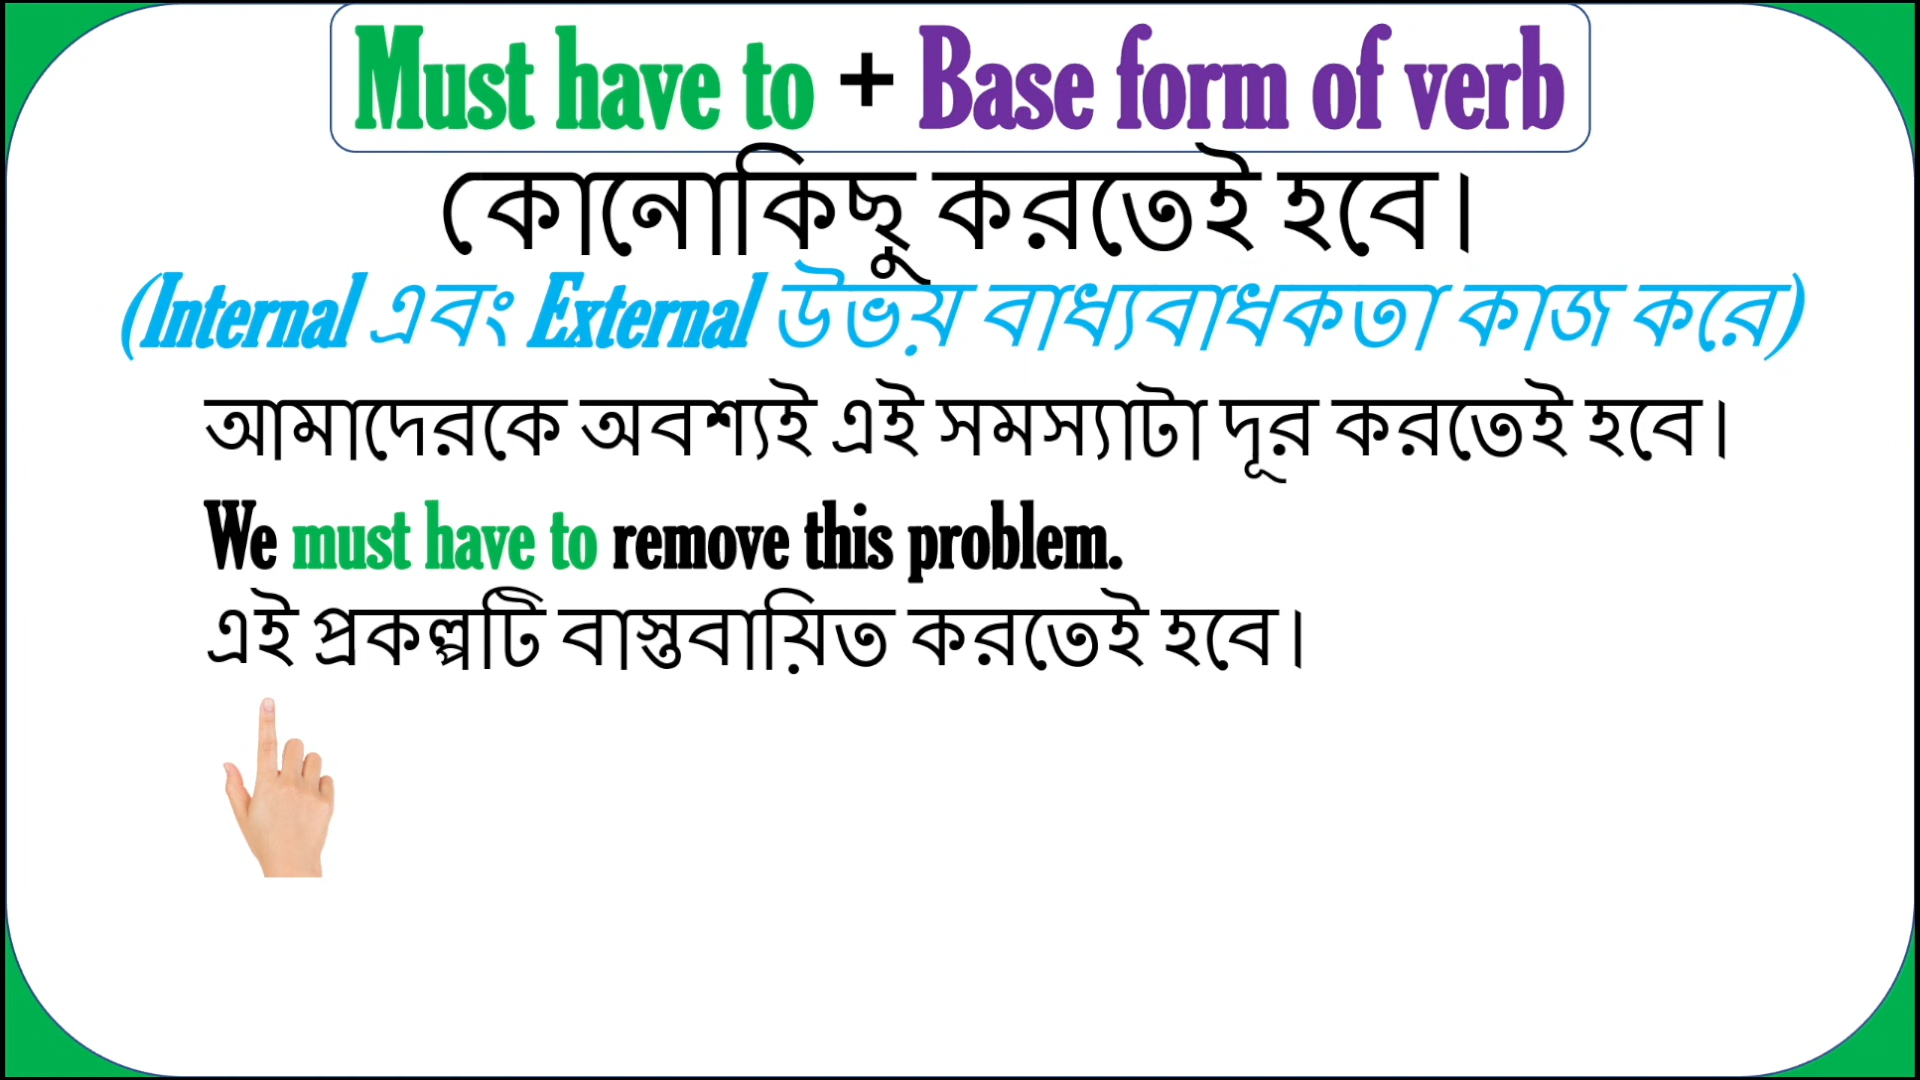 Must have to + Base form of verb
কোনোকিছু করতেই হবে।
(Internal এবং External উভয় বাধ্যবাধকতা কাজ করে)
আমাদেরকে অবশ্যই এই সমস্যাটা দূর করতেই হবে।
We must have to remove this problem.
এই প্রকল্পটি বাস্তবায়িত করতেই হবে।